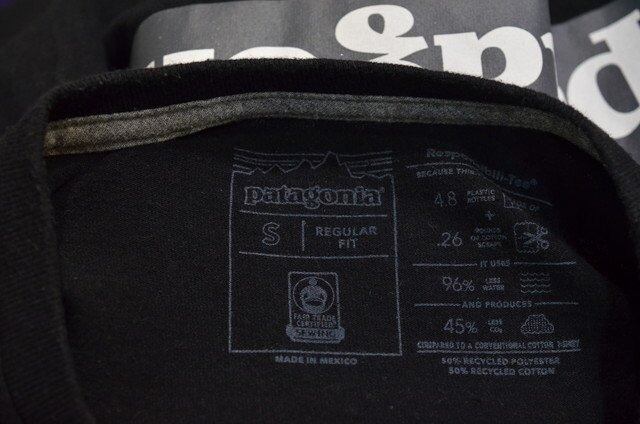 patagonia®
S
REGULAR
FIT
FAIR TRADE
CERTIFIED
SEWING
MADE IN MEXICO
Responsibili-Tee®
BECAUSE THIS
4.8 PLASTIC
BOTTLES
+
.26 POUNDS
OF COTTON
SCRAPS
IT USES
96% LESS
WATER
AND PRODUCES
45% LESS
CO₂
COMPARED TO A CONVENTIONAL COTTON T-SHIRT
50% RECYCLED POLYESTER
50% RECYCLED COTTON